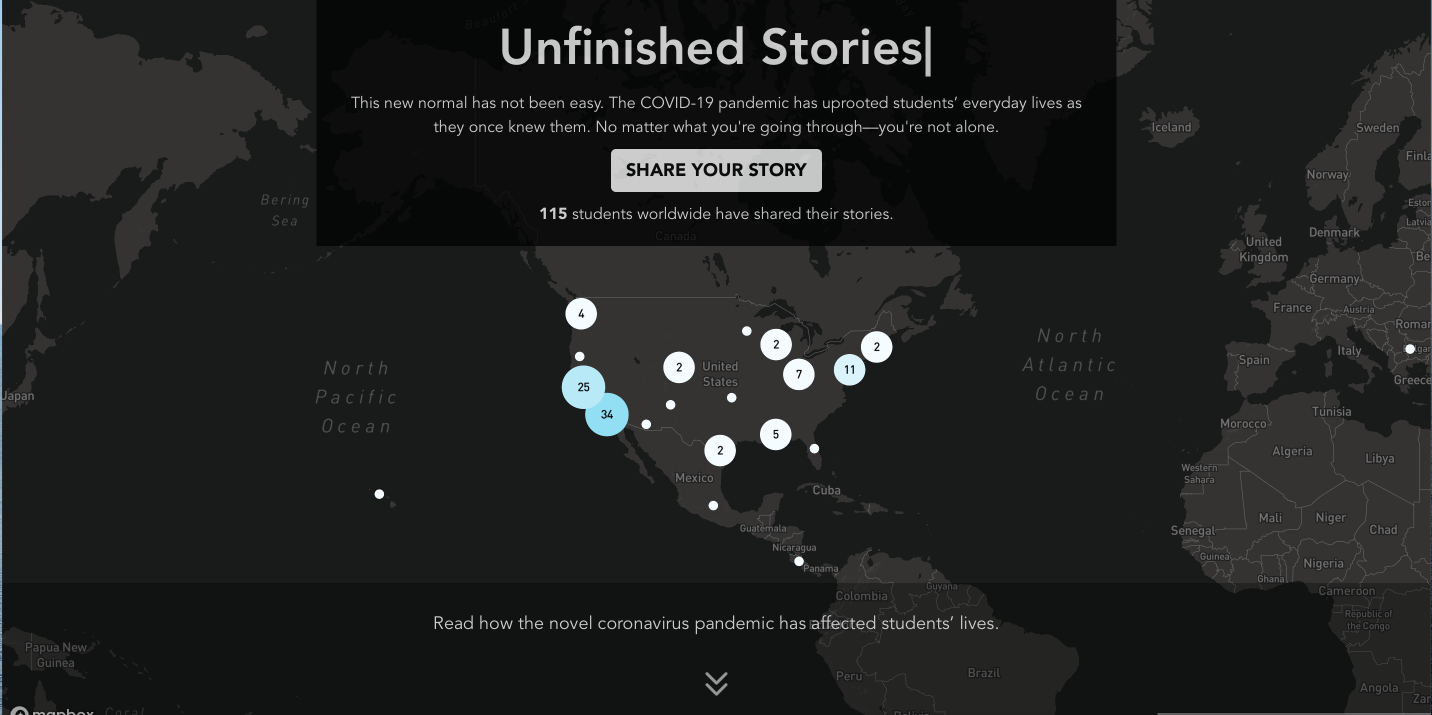 Unfinished Stories|
This new normal has not been easy. The COVID-19 pandemic has uprooted students’ everyday lives as
they once knew them. No matter what you're going through—you're not alone.
SHARE YOUR STORY
115 students worldwide have shared their stories.
Canada
Bering
Sea
Iceland
Sweden
Norway
Denmark
United
Kingdom
Germany
France
Austria
Italy
Spain
Greece
4
2
2
2
United
States
7
11
25
34
5
2
North
Pacific
Ocean
North
Atlantic
Ocean
Japan
Mexico
Cuba
Guatemala
Nicaragua
Panama
Tunisia
Morocco
Algeria
Libya
Western
Sahara
Mali
Niger
Chad
Senegal
Guinea
Nigeria
Ghana
Cameroon
Guyana
Colombia
Republic of
the Congo
Read how the novel coronavirus pandemic has affected students’ lives.
Papua New
Guinea
Peru
Brazil
Angola
mapbox
Coral